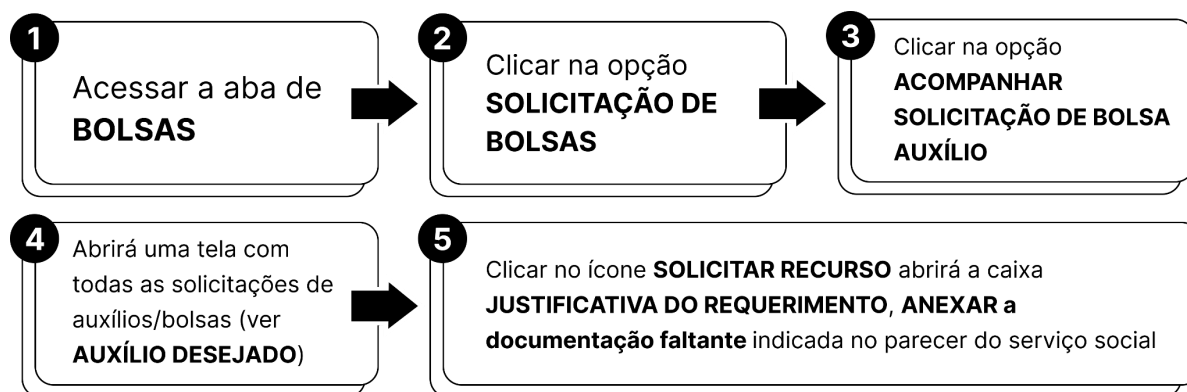 1
Acessar a aba de
BOLSAS
2
Clicar na opção
SOLICITAÇÃO DE
BOLSAS
3
Clicar na opção
ACOMPANHAR
SOLICITAÇÃO DE BOLSA
AUXÍLIO
4
Abrirá uma tela com
todas as solicitações de
auxílios/bolsas (ver
AUXÍLIO DESEJADO)
5
Clicar no ícone SOLICITAR RECURSO abrirá a caixa
JUSTIFICATIVA DO REQUERIMENTO, ANEXAR a
documentação faltante indicada no parecer do serviço social